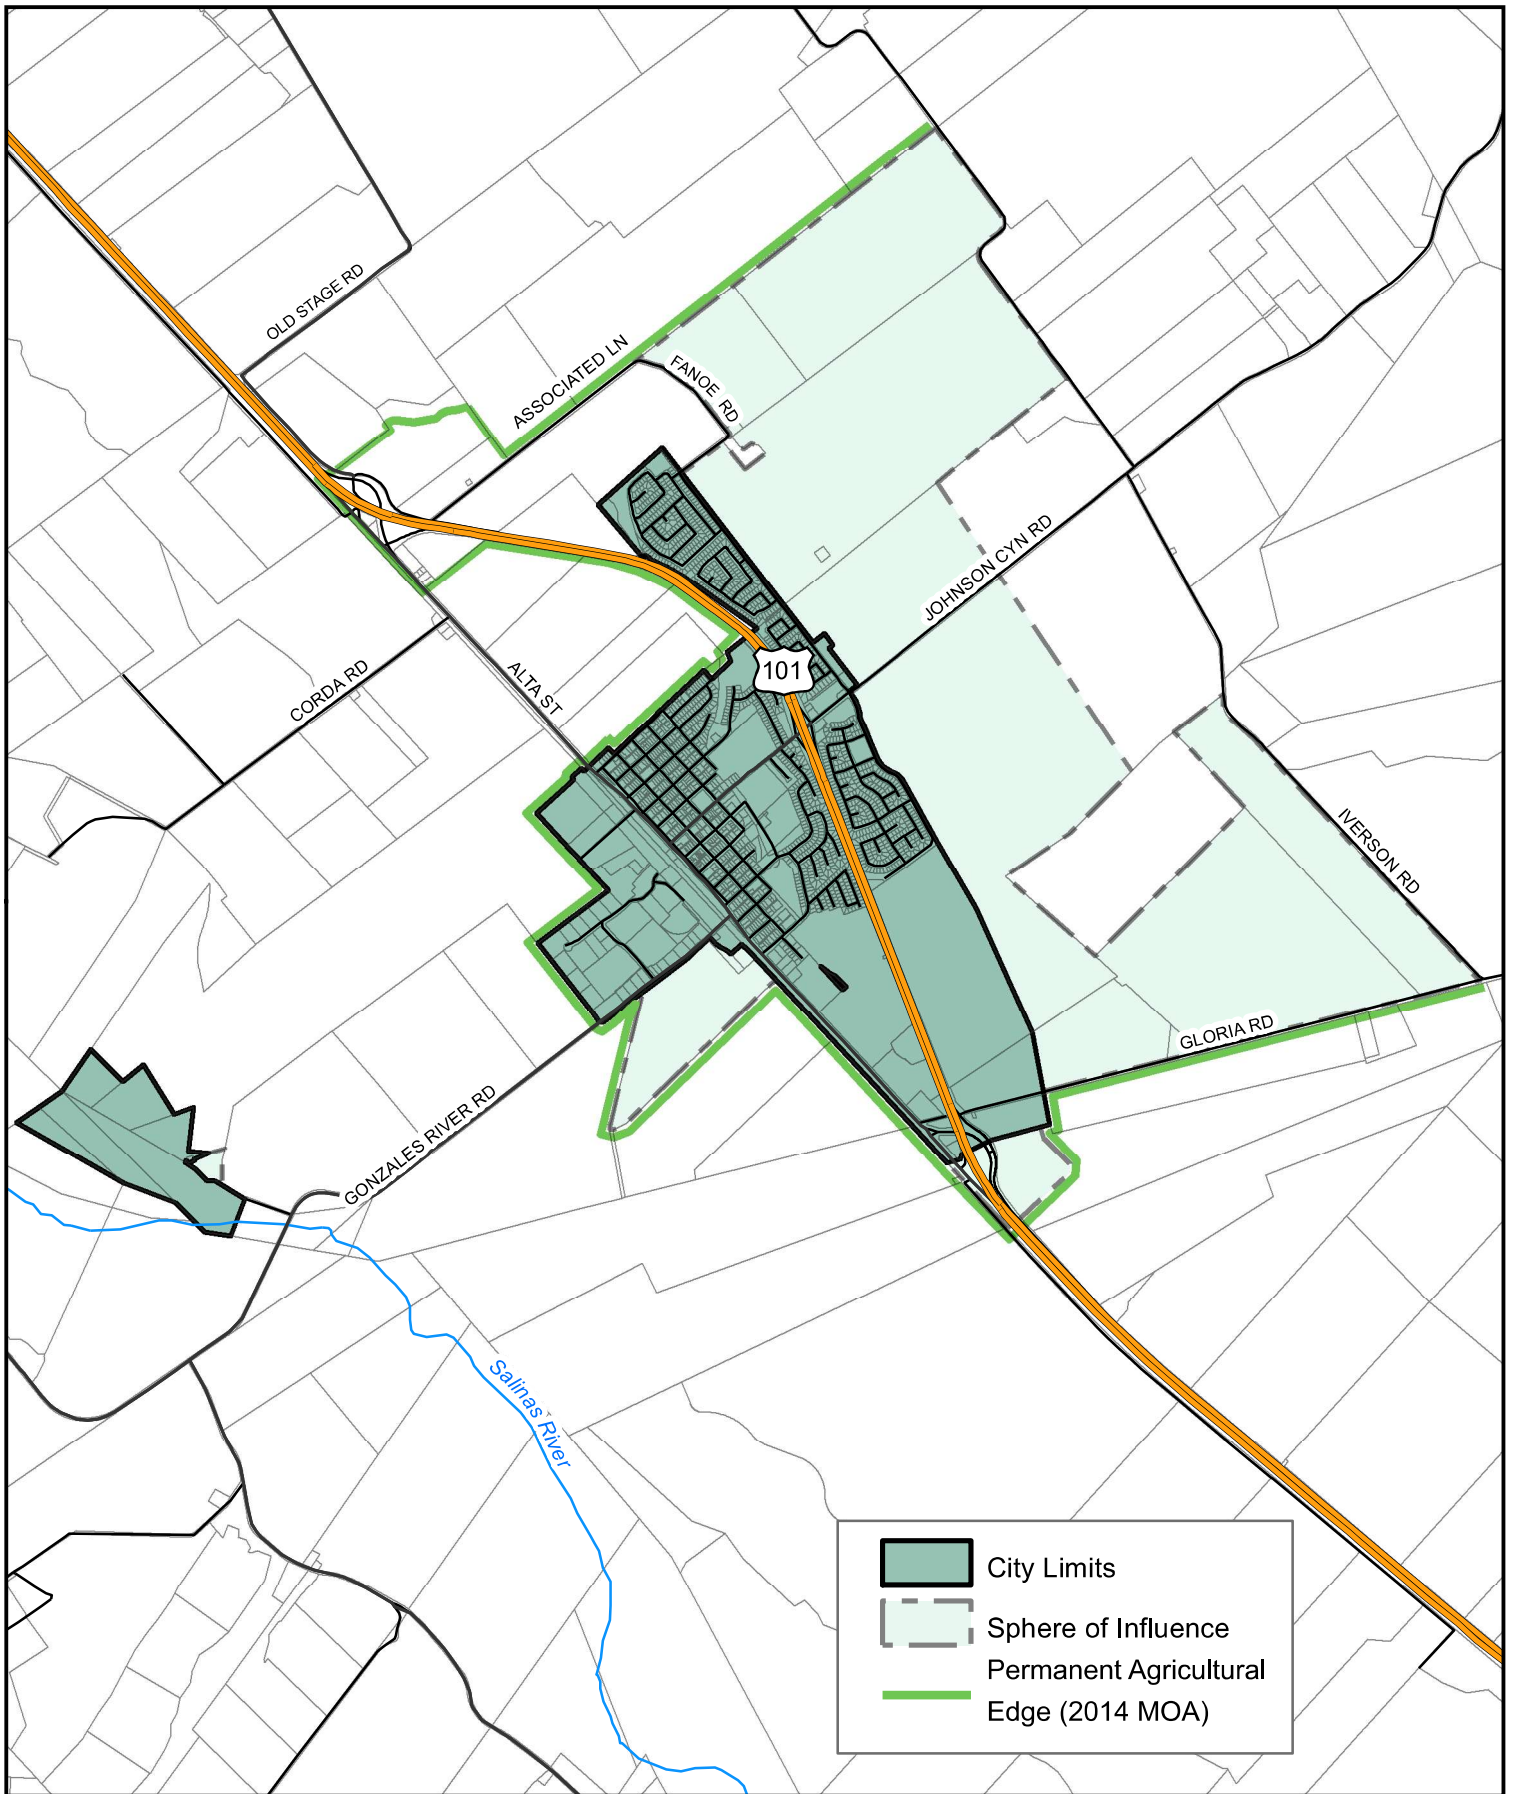 OLD STAGE RD
ASSOCIATED LN
FANOE RD
JOHNSON CYN RD
101
CORDA RD
ALTA ST
IVERSON RD
GLORIA RD
GONZALES RIVER RD
Salinas River
City Limits
Sphere of Influence
Permanent Agricultural
Edge (2014 MOA)